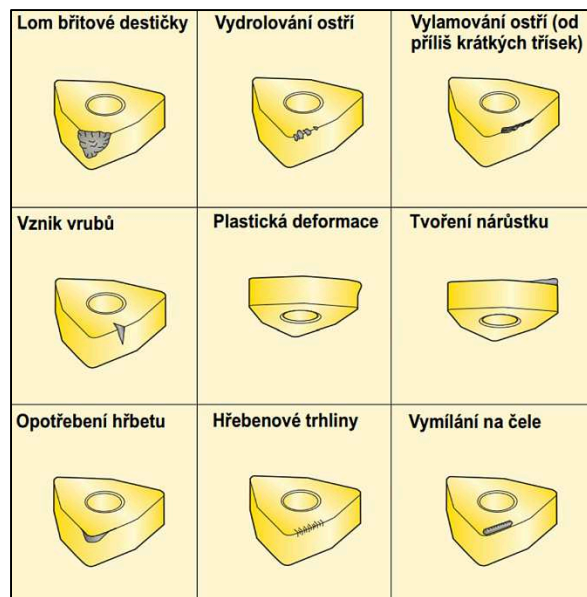 Lom břitové destičky
Vydrolování ostří
Vylamování ostří (od
příliš krátkých třísek)
Vznik vrubů
Plastická deformace
Tvoření nárůstku
Opotřebení hřbetu
Hřebenové trhliny
Vymílání na čele